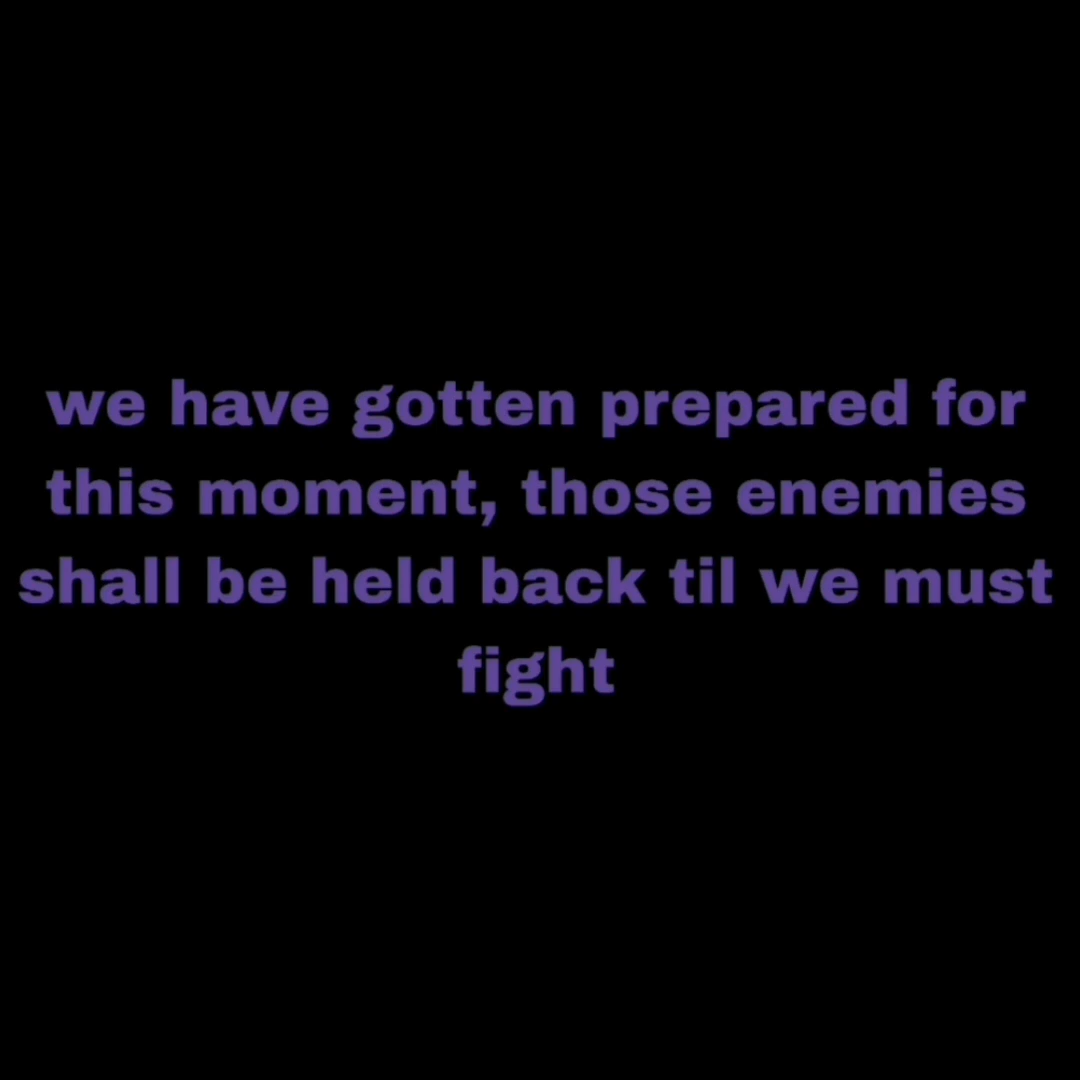 we have gotten prepared for
this moment, those enemies
shall be held back til we must
fight